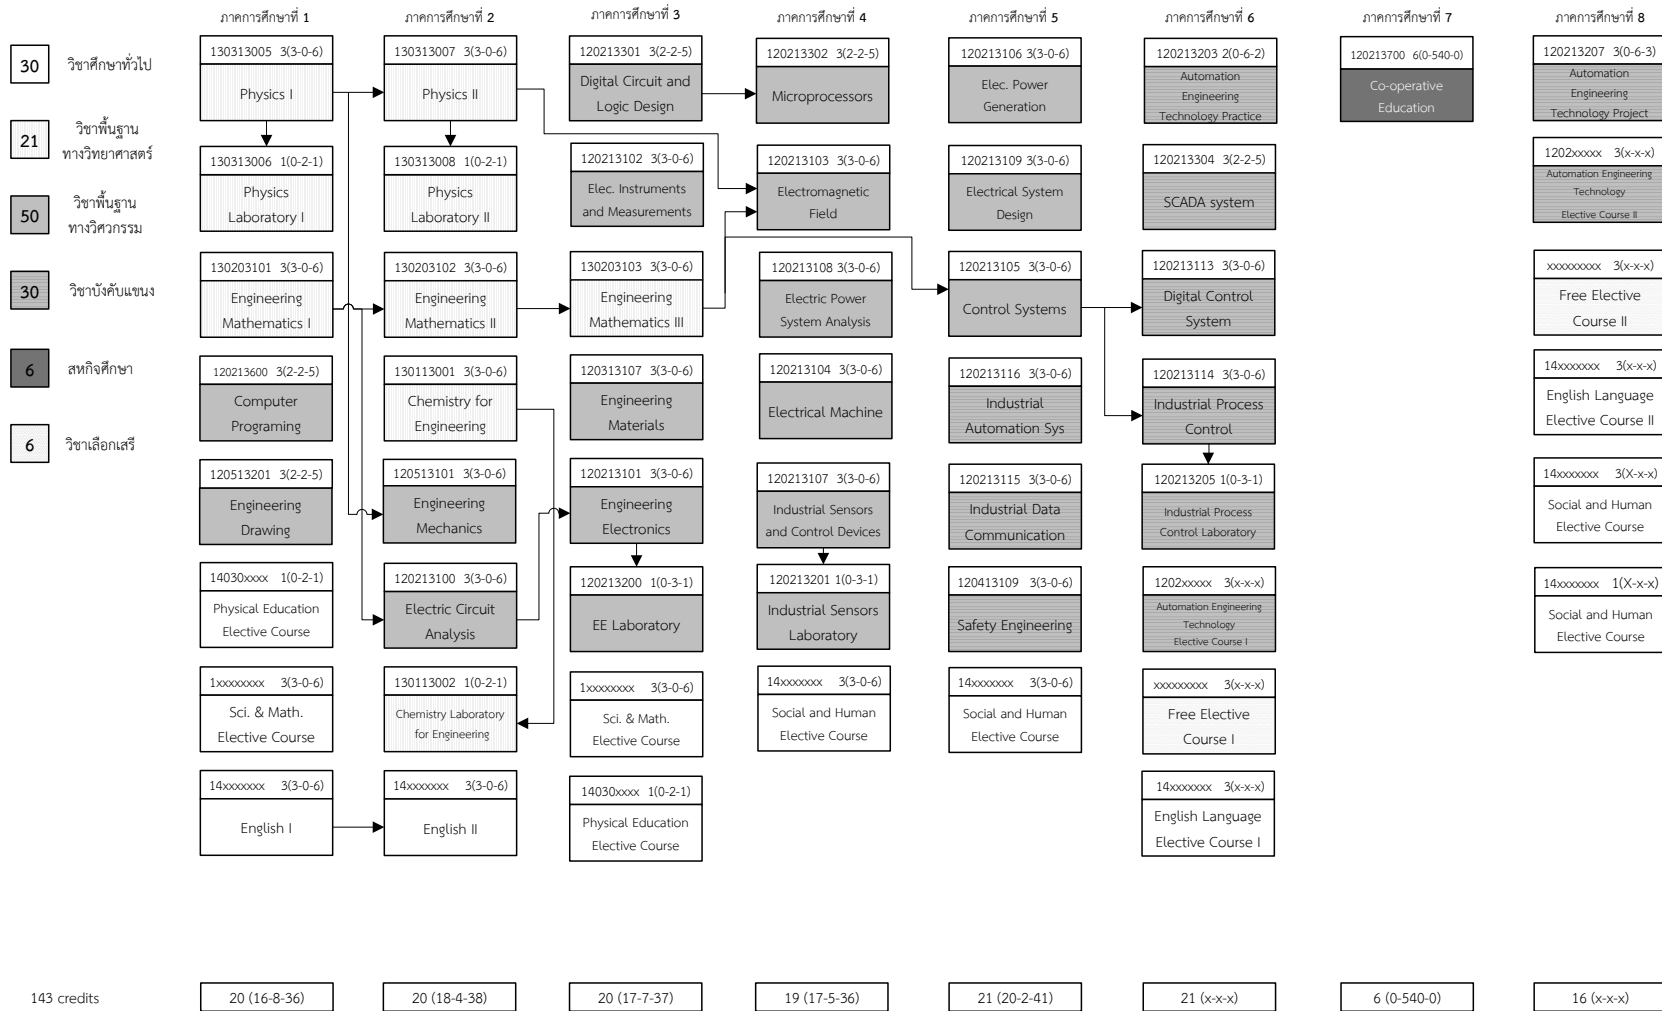 ภาคการศึกษาที่ 1
ภาคการศึกษาที่ 2
ภาคการศึกษาที่ 3
ภาคการศึกษาที่ 4
ภาคการศึกษาที่ 5
ภาคการศึกษาที่ 6
ภาคการศึกษาที่ 7
ภาคการศึกษาที่ 8
30
วิชาศึกษาทั่วไป
21
วิชาพื้นฐาน
ทางวิทยาศาสตร์
50
วิชาพื้นฐาน
ทางวิศวกรรม
30
วิชาบังคับแขนง
6
สหกิจศึกษา
6
วิชาเลือกเสรี
130313005 3(3-0-6)
Physics I
130313006 1(0-2-1)
Physics
Laboratory I
130203101 3(3-0-6)
Engineering
Mathematics I
120213600 3(2-2-5)
Computer
Programing
120513201 3(2-2-5)
Engineering
Drawing
14030xxxx 1(0-2-1)
Physical Education
Elective Course
1xxxxxxxx 3(3-0-6)
Sci. & Math.
Elective Course
14xxxxxxx 3(3-0-6)
English I
130313007 3(3-0-6)
Physics II
130313008 1(0-2-1)
Physics
Laboratory II
130203102 3(3-0-6)
Engineering
Mathematics II
130113001 3(3-0-6)
Chemistry for
Engineering
120513101 3(3-0-6)
Engineering
Mechanics
120213100 3(3-0-6)
Electric Circuit
Analysis
130113002 1(0-2-1)
Chemistry Laboratory
for Engineering
14xxxxxxx 3(3-0-6)
English II
120213301 3(2-2-5)
Digital Circuit and
Logic Design
120213102 3(3-0-6)
Elec. Instruments
and Measurements
130203103 3(3-0-6)
Engineering
Mathematics III
120313107 3(3-0-6)
Engineering
Materials
120213101 3(3-0-6)
Engineering
Electronics
120213200 1(0-3-1)
EE Laboratory
1xxxxxxxx 3(3-0-6)
Sci. & Math.
Elective Course
14030xxxx 1(0-2-1)
Physical Education
Elective Course
120213302 3(2-2-5)
Microprocessors
120213103 3(3-0-6)
Electromagnetic
Field
120213108 3(3-0-6)
Electric Power
System Analysis
120213104 3(3-0-6)
Electrical Machine
120213107 3(3-0-6)
Industrial Sensors
and Control Devices
120213201 1(0-3-1)
Industrial Sensors
Laboratory
14xxxxxxx 3(3-0-6)
Social and Human
Elective Course
120213106 3(3-0-6)
Elec. Power
Generation
120213109 3(3-0-6)
Electrical System
Design
120213105 3(3-0-6)
Control Systems
120213116 3(3-0-6)
Industrial
Automation Sys
120213115 3(3-0-6)
Industrial Data
Communication
120413109 3(3-0-6)
Safety Engineering
14xxxxxxx 3(3-0-6)
Social and Human
Elective Course
120213203 2(0-6-2)
Automation
Engineering
Technology Practice
120213304 3(2-2-5)
SCADA system
120213113 3(3-0-6)
Digital Control
System
120213114 3(3-0-6)
Industrial Process
Control
120213205 1(0-3-1)
Industrial Process
Control Laboratory
1202xxxxx 3(x-x-x)
Automation Engineering
Technology
Elective Course I
xxxxxxxxx 3(x-x-x)
Free Elective
Course I
14xxxxxxx 3(x-x-x)
English Language
Elective Course I
120213700 6(0-540-0)
Co-operative
Education
120213207 3(0-6-3)
Automation
Engineering
Technology Project
1202xxxxx 3(x-x-x)
Automation Engineering
Technology
Elective Course II
xxxxxxxxx 3(x-x-x)
Free Elective
Course II
14xxxxxxx 3(x-x-x)
English Language
Elective Course II
14xxxxxxx 3(X-x-x)
Social and Human
Elective Course
14xxxxxxx 1(X-x-x)
Social and Human
Elective Course
143 credits
20 (16-8-36)
20 (18-4-38)
20 (17-7-37)
19 (17-5-36)
21 (20-2-41)
21 (x-x-x)
6 (0-540-0)
16 (x-x-x)